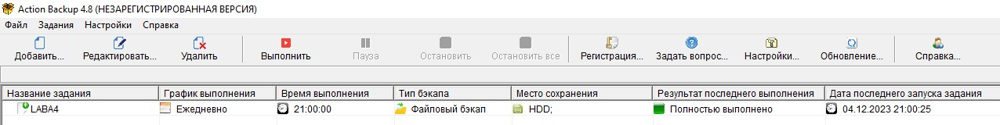 Action Backup 4.8 (НЕЗАРЕГИСТРИРОВАННАЯ ВЕРСИЯ)
Файл Задания Настройки Справка
Добавить... Редактировать... Удалить Выполнить Пауза Остановить Остановить все Регистрация... Задать вопрос... Настройки... Обновление... Справка...
Название задания График выполнения Время выполнения Тип бэкапа Место сохранения Результат последнего выполнения Дата последнего запуска задания
LABA4 Ежедневно 21:00:00 Файловый бэкап HDD; Полностью выполнено 04.12.2023 21:00:25